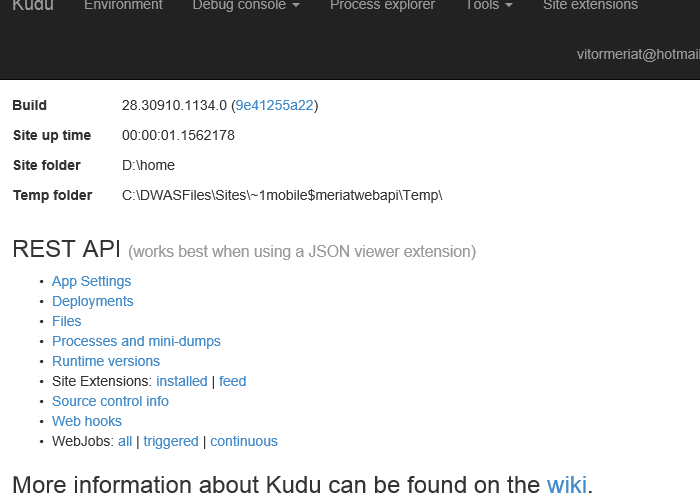 Kudu Environment Debug console Process explorer Tools Site extensions
vitormeriat@hotmail
Build 28.30910.1134.0 (9e41255a22)
Site up time 00:00:01.1562178
Site folder D:\home
Temp folder C:\DWASFiles\Sites\~1mobile$meriatwebapi\Temp\
REST API (works best when using a JSON viewer extension)
• App Settings
• Deployments
• Files
• Processes and mini-dumps
• Runtime versions
• Site Extensions: installed | feed
• Source control info
• Web hooks
• WebJobs: all | triggered | continuous
More information about Kudu can be found on the wiki.